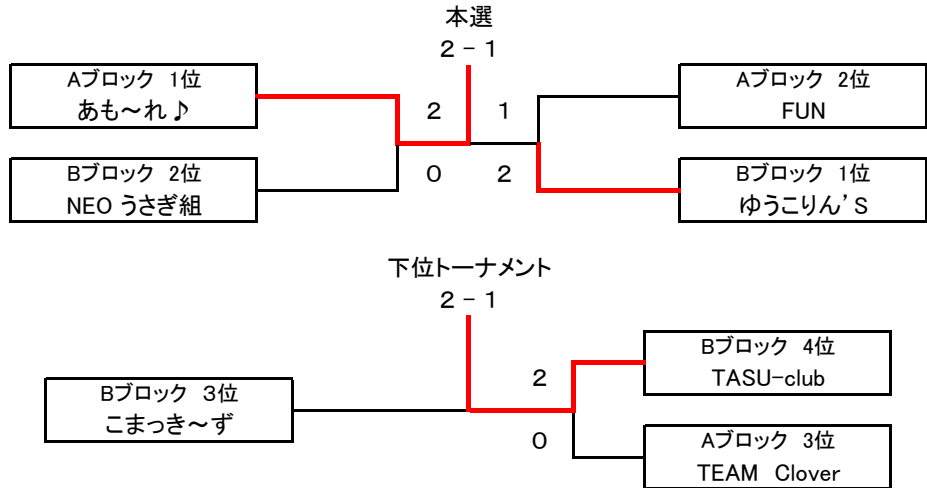 本選
2 - 1
Aブロック 1位
あも～れ♪
Aブロック 2位
FUN
2 1
Bブロック 2位
NEO うさぎ組
Bブロック 1位
ゆうこりん’S
0 2
下位トーナメント
2 - 1
Bブロック 4位
TASU-club
2
Bブロック 3位
こまっき～ず
0
Aブロック 3位
TEAM Clover